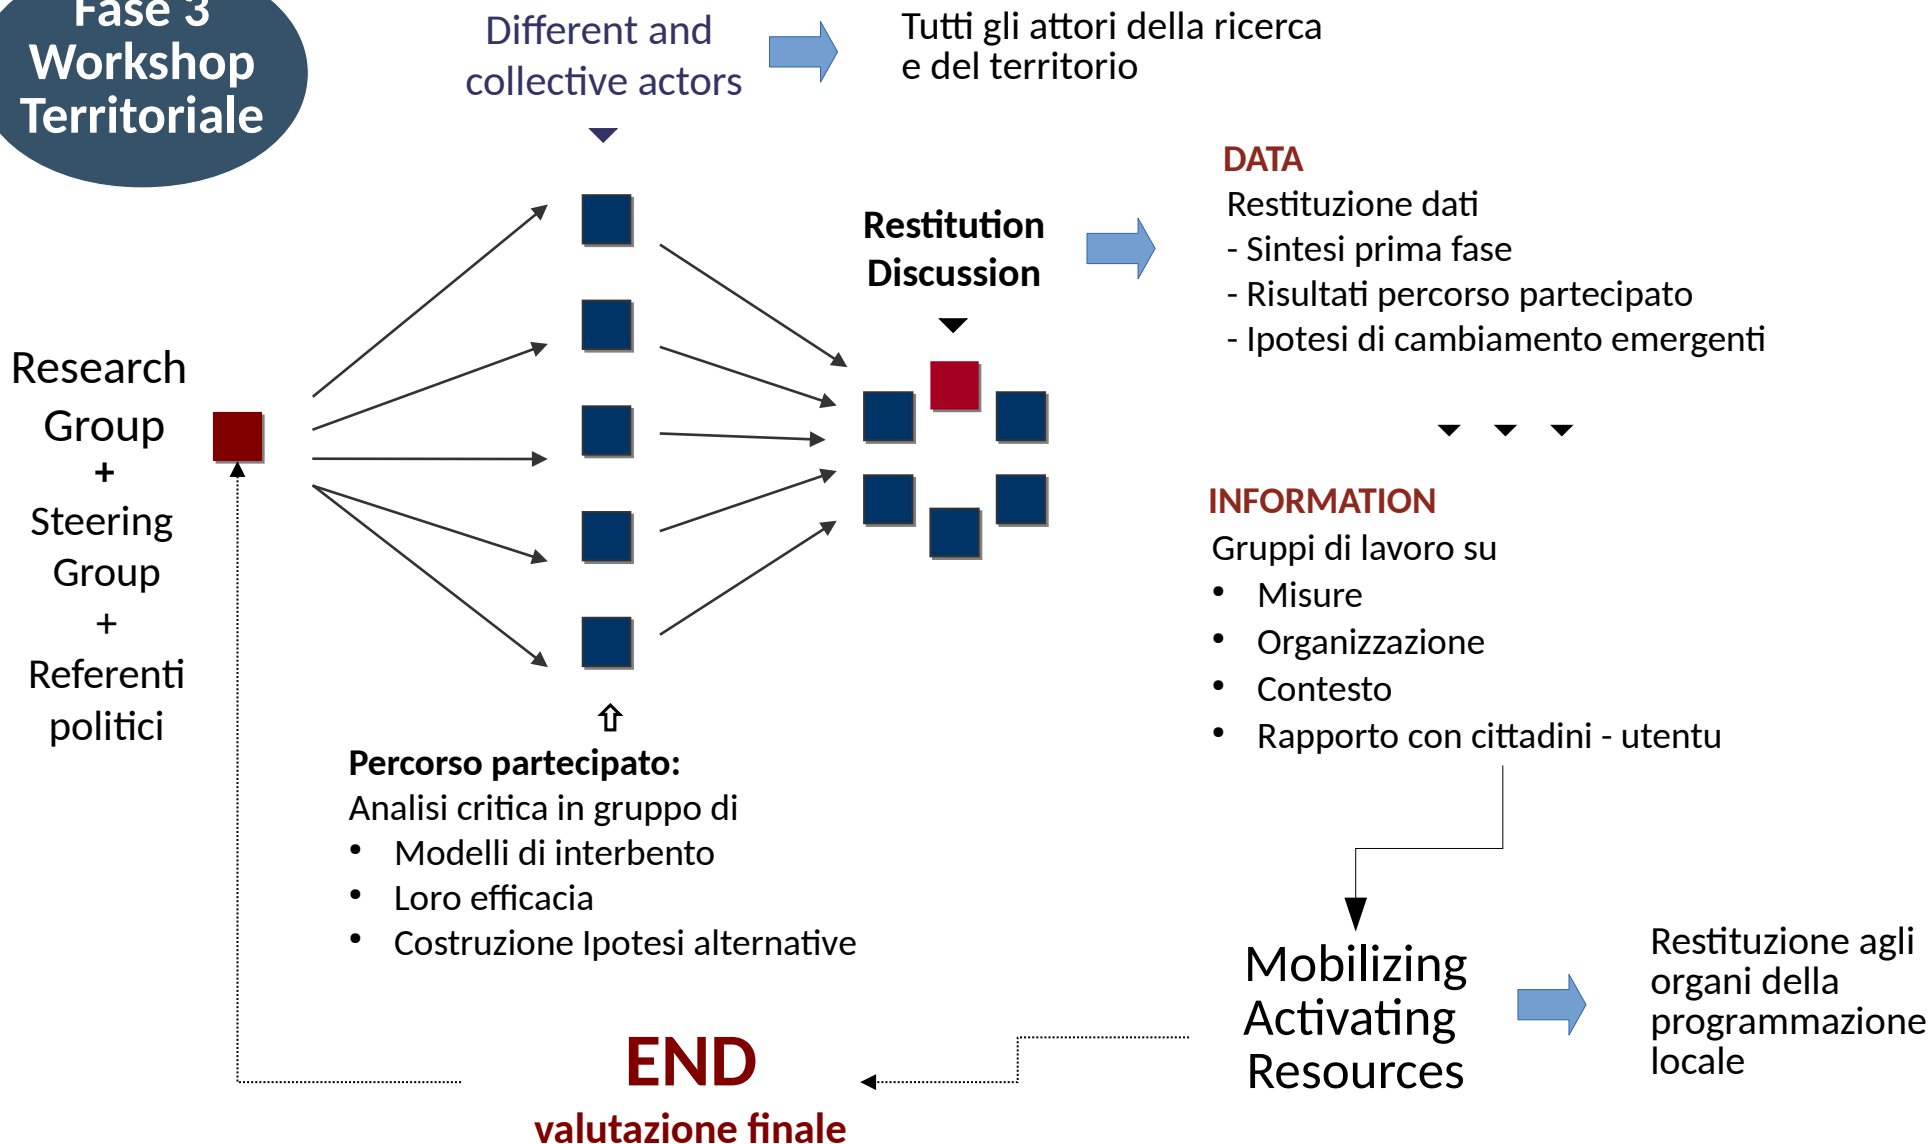 Fase 3
Workshop
Territoriale
Different and
collective actors
Tutti gli attori della ricerca
e del territorio
DATA
Restituzione dati
- Sintesi prima fase
- Risultati percorso partecipato
- Ipotesi di cambiamento emergenti
Restitution
Discussion
Research
Group
+
Steering
Group
+
Referenti
politici
INFORMATION
Gruppi di lavoro su
• Misure
• Organizzazione
• Contesto
• Rapporto con cittadini - utentu
Percorso partecipato:
Analisi critica in gruppo di
• Modelli di interbento
• Loro efficacia
• Costruzione Ipotesi alternative
Mobilizing
Activating
Resources
Restituzione agli
organi della
programmazione
locale
END
valutazione finale